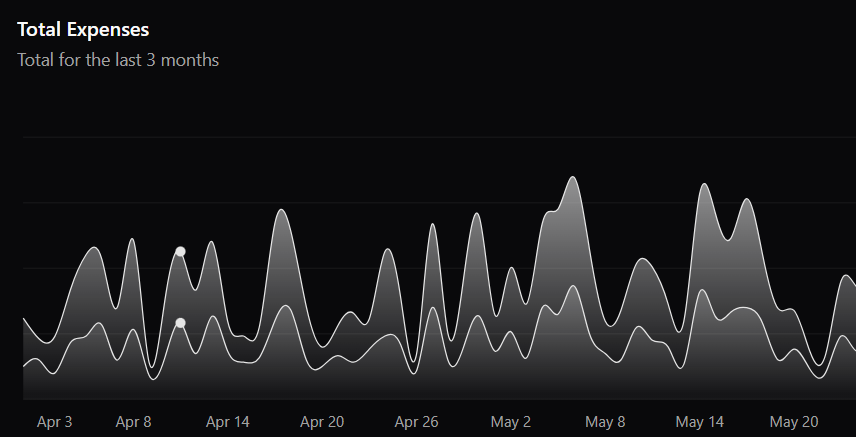 Total Expenses
Total for the last 3 months
Apr 3 Apr 8 Apr 14 Apr 20 Apr 26 May 2 May 8 May 14 May 20